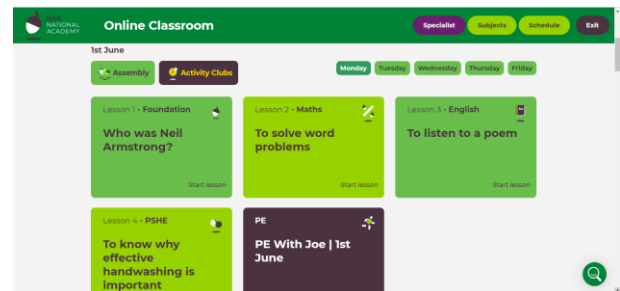 OAK
NATIONAL
ACADEMY
Online Classroom
Specialist
Subjects
Schedule
Exit
1st June
Assembly
Activity Clubs
Monday
Tuesday
Wednesday
Thursday
Friday
Lesson 1 - Foundation
Who was Neil
Armstrong?
Start lesson
Lesson 2 - Maths
To solve word
problems
Start lesson
Lesson 3 - English
To listen to a poem
Start lesson
Lesson 4 - PSHE
To know why
effective
handwashing is
important
PE
PE With Joe | 1st
June